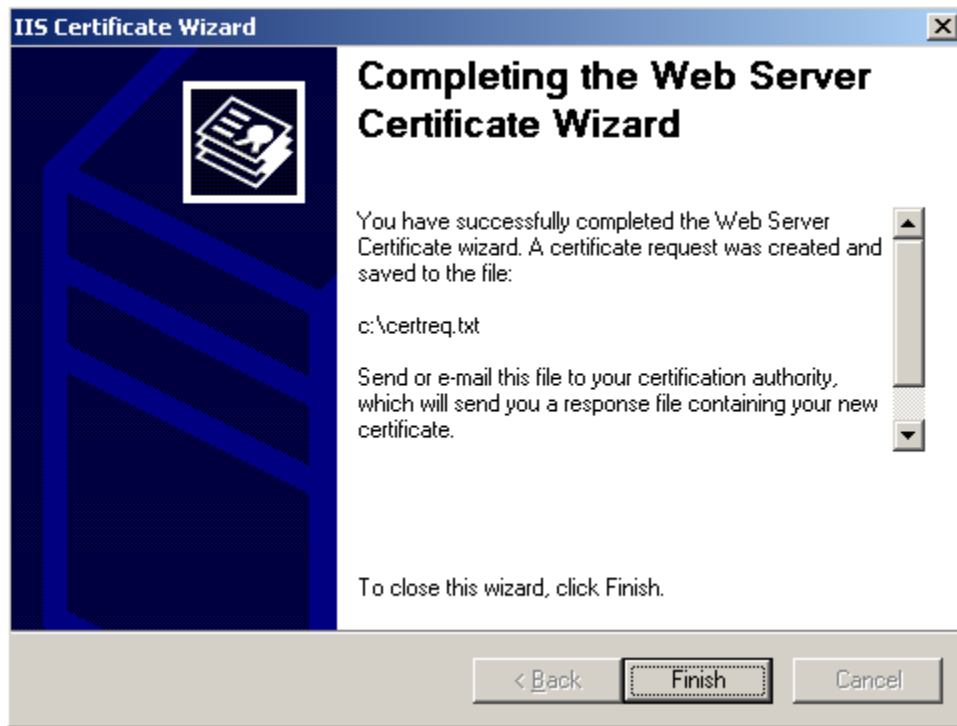 IIS Certificate Wizard
Completing the Web Server
Certificate Wizard
You have successfully completed the Web Server
Certificate wizard. A certificate request was created and
saved to the file:
c:\certreq.txt
Send or e-mail this file to your certification authority,
which will send you a response file containing your new
certificate.
To close this wizard, click Finish.
< Back
Finish
Cancel